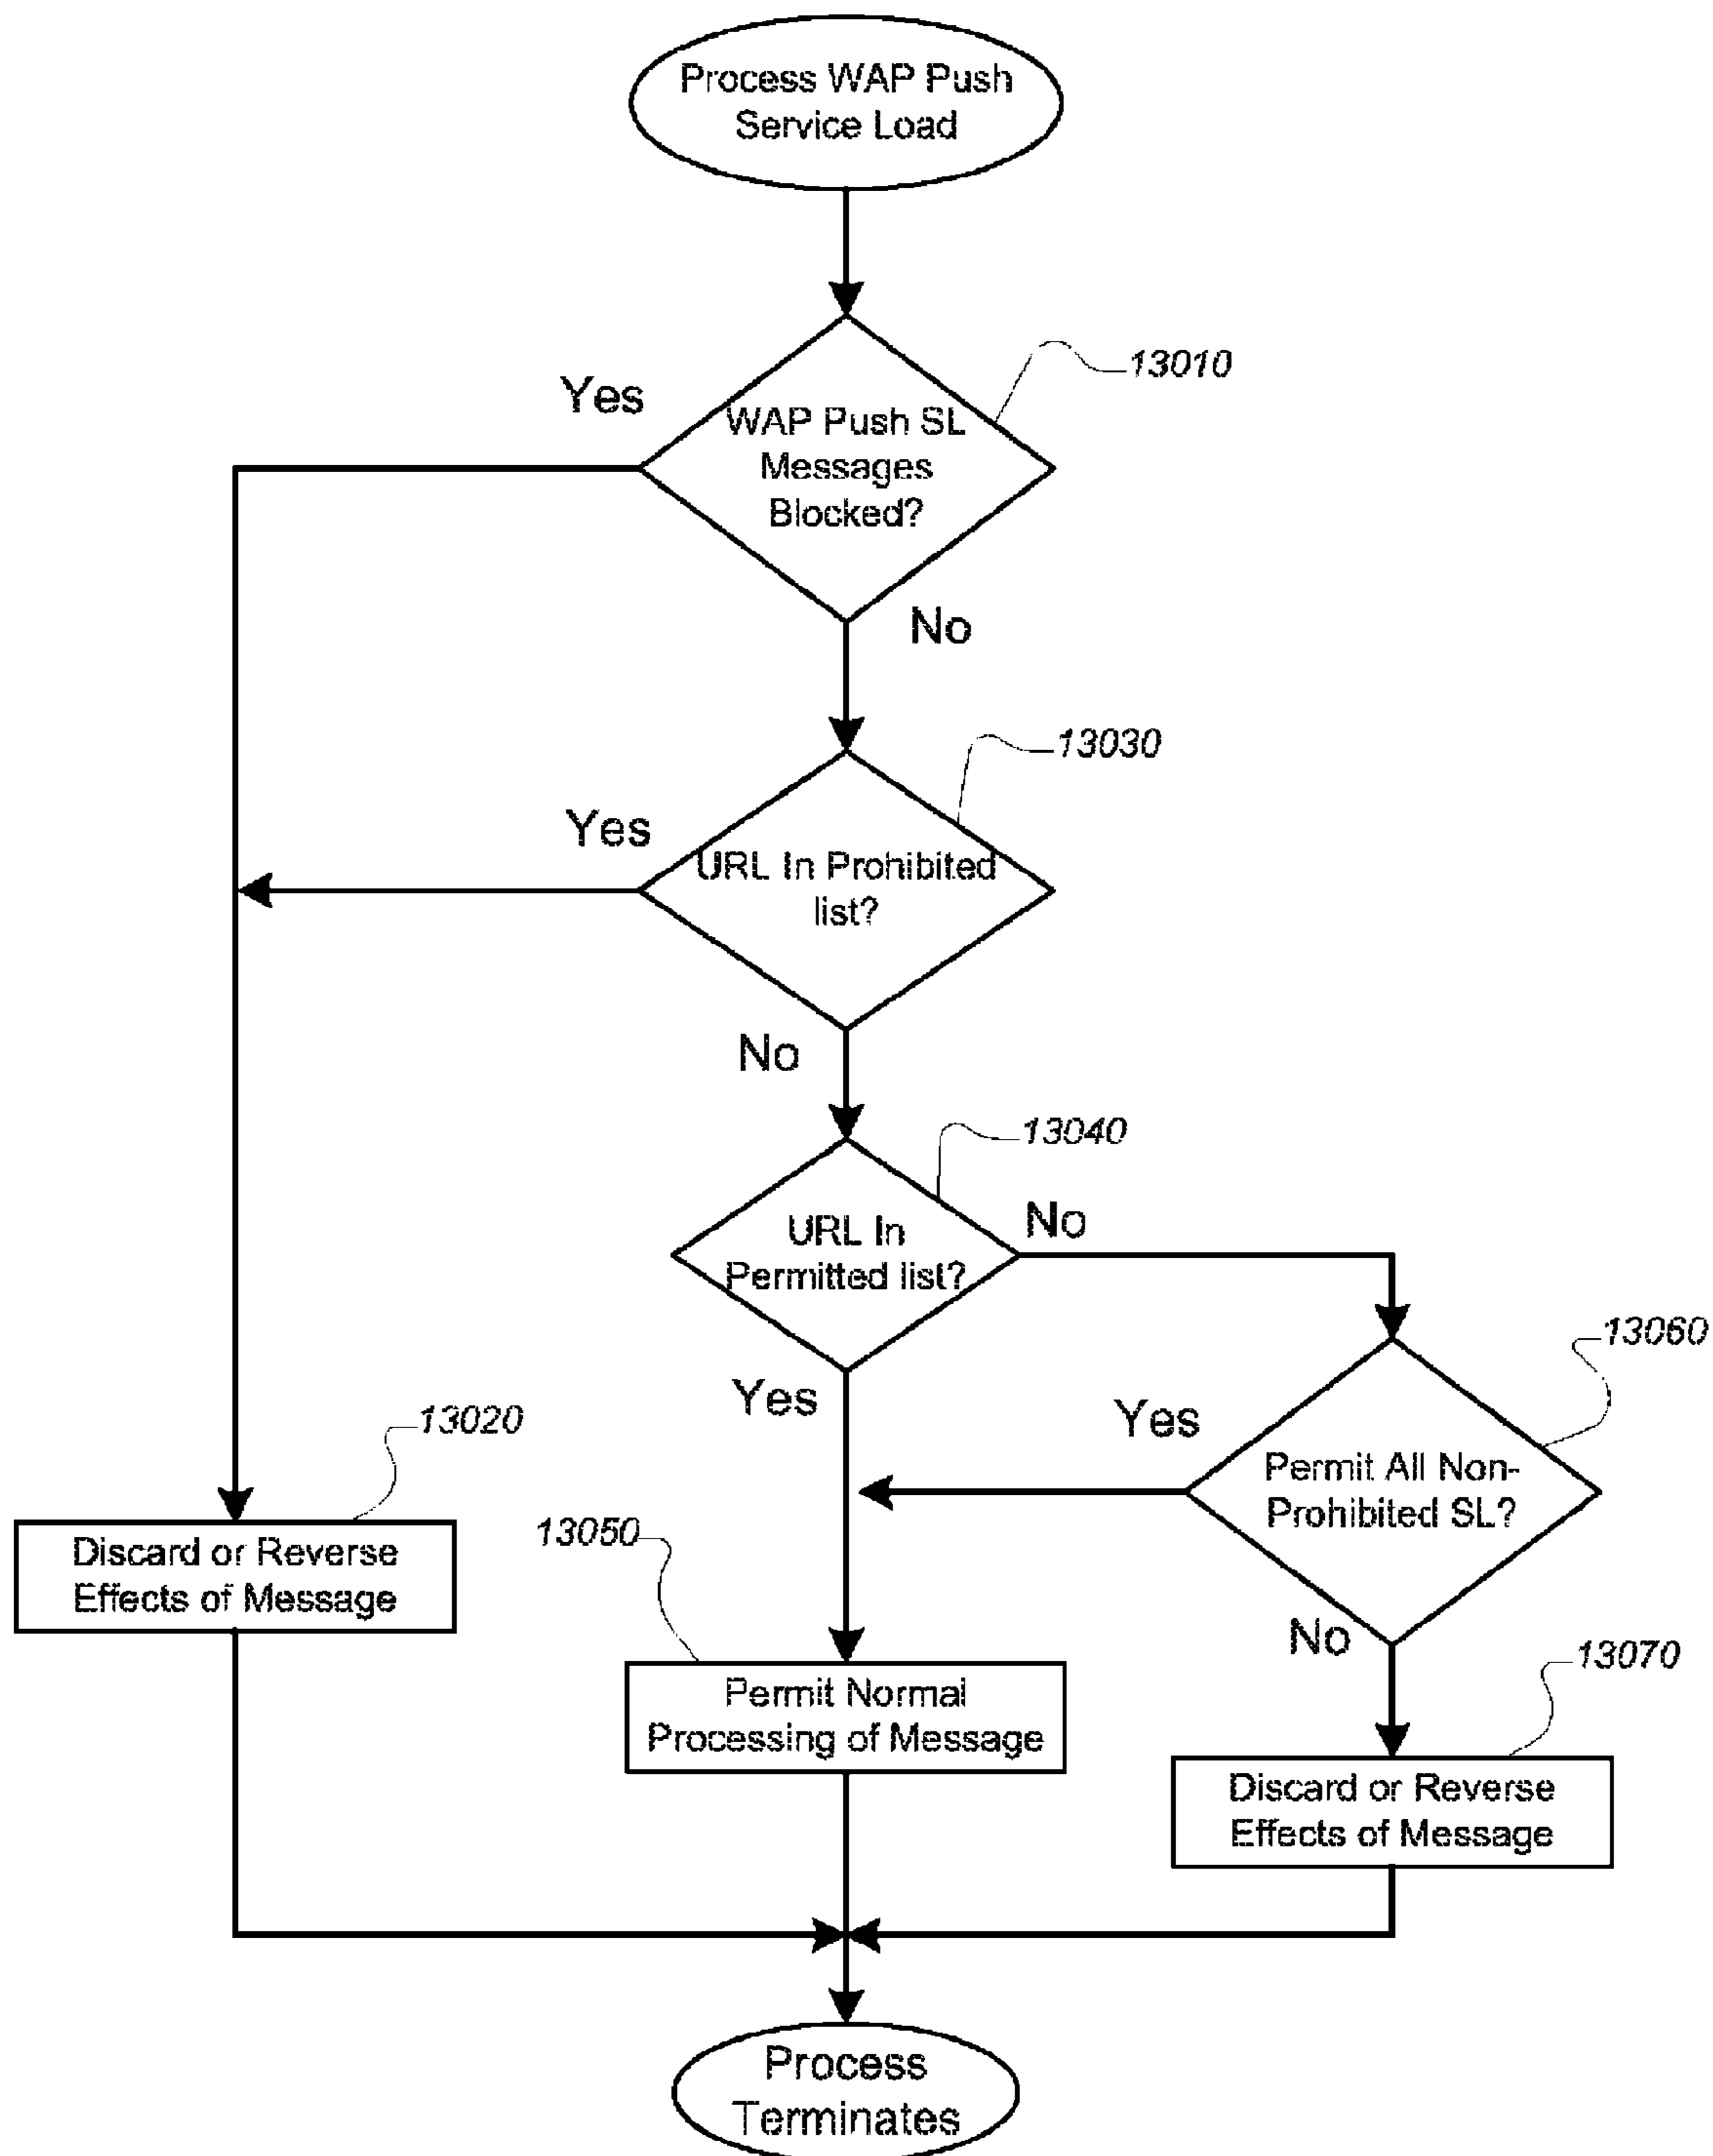 Process WAP Push
Service Load
13010
Yes
WAP Push SL
Messages
Blocked?
No
13030
Yes
URL In Prohibited
list?
No
13040
URL In
Permitted list?
No
13060
Yes
Yes
Permit All Non-
Prohibited SL?
13020
Discard or Reverse
Effects of Message
13050
No
13070
Permit Normal
Processing of Message
Discard or Reverse
Effects of Message
Process
Terminates